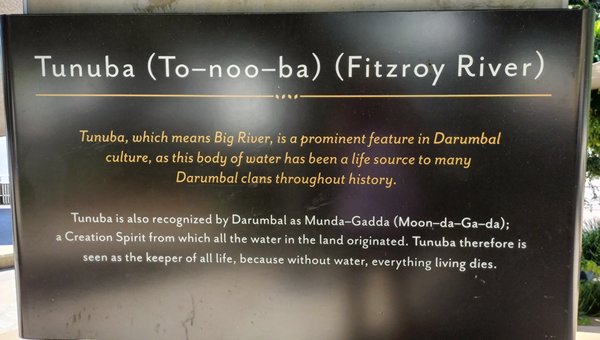 Tunuba (To–noo–ba) (Fitzroy River)
Tunuba, which means Big River, is a prominent feature in Darumbal
culture, as this body of water has been a life source to many
Darumbal clans throughout history.
Tunuba is also recognized by Darumbal as Munda–Gadda (Moon–da–Ga–da);
a Creation Spirit from which all the water in the land originated. Tunuba therefore is
seen as the keeper of all life, because without water, everything living dies.